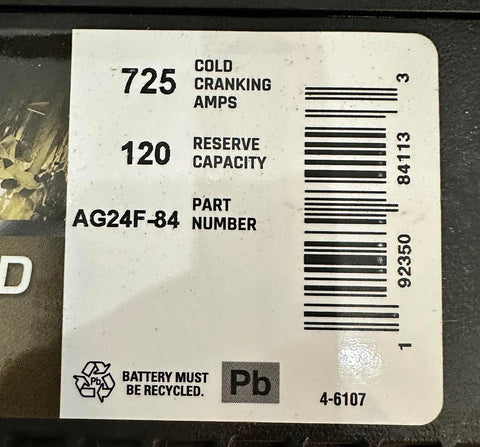 725 COLD
CRANKING
AMPS
120 RESERVE
CAPACITY
AG24F-84 PART
NUMBER
D
Pb BATTERY MUST
BE RECYCLED.
Pb
4-6107
1 92350 84113 3